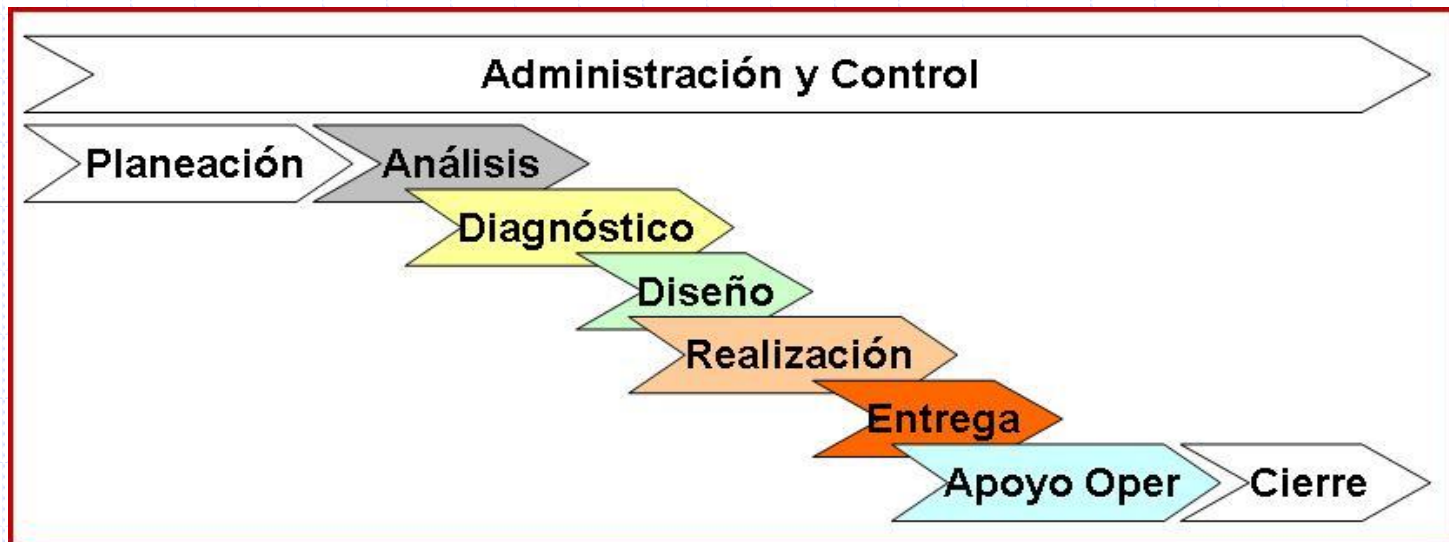 Administración y Control
Planeación Análisis
Diagnóstico
Diseño
Realización
Entrega
Apoyo Oper Cierre